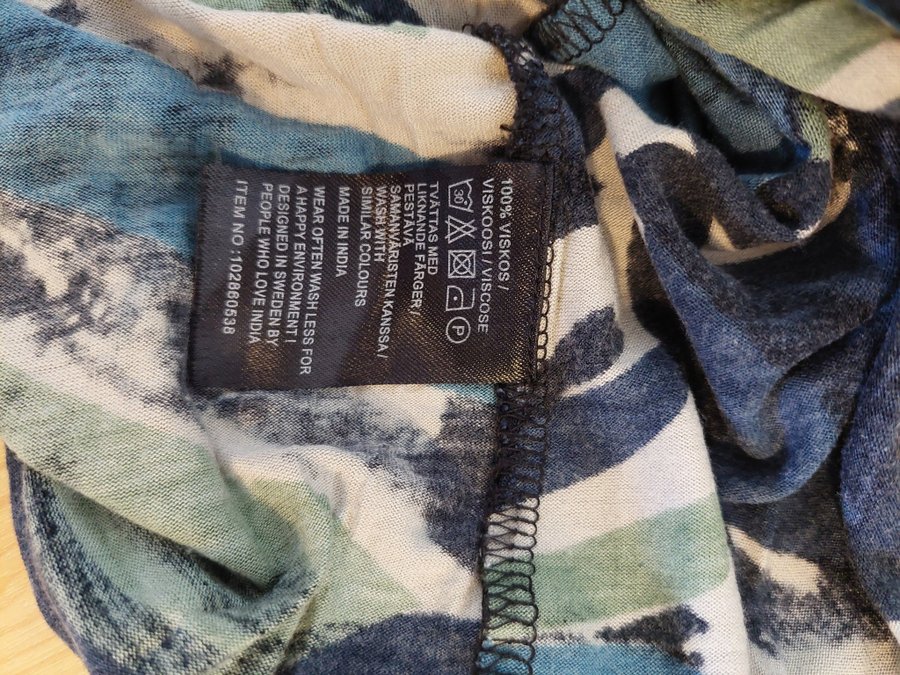 100% VISKOS/
VISKOOSI / VISCOSE
P
TVÄTTAS MED
LIKNANDE FÄRGER /
SAMANVÄRISTEN KANSSA /
PESTÄVÄ
WASH WITH
SIMILAR COLOURS
MADE IN INDIA
WEAR OFTEN WASH LESS FOR
A HAPPY ENVIRONMENT !
DESIGNED IN SWEDEN BY
PEOPLE WHO LOVE INDIA
ITEM NO :102860538